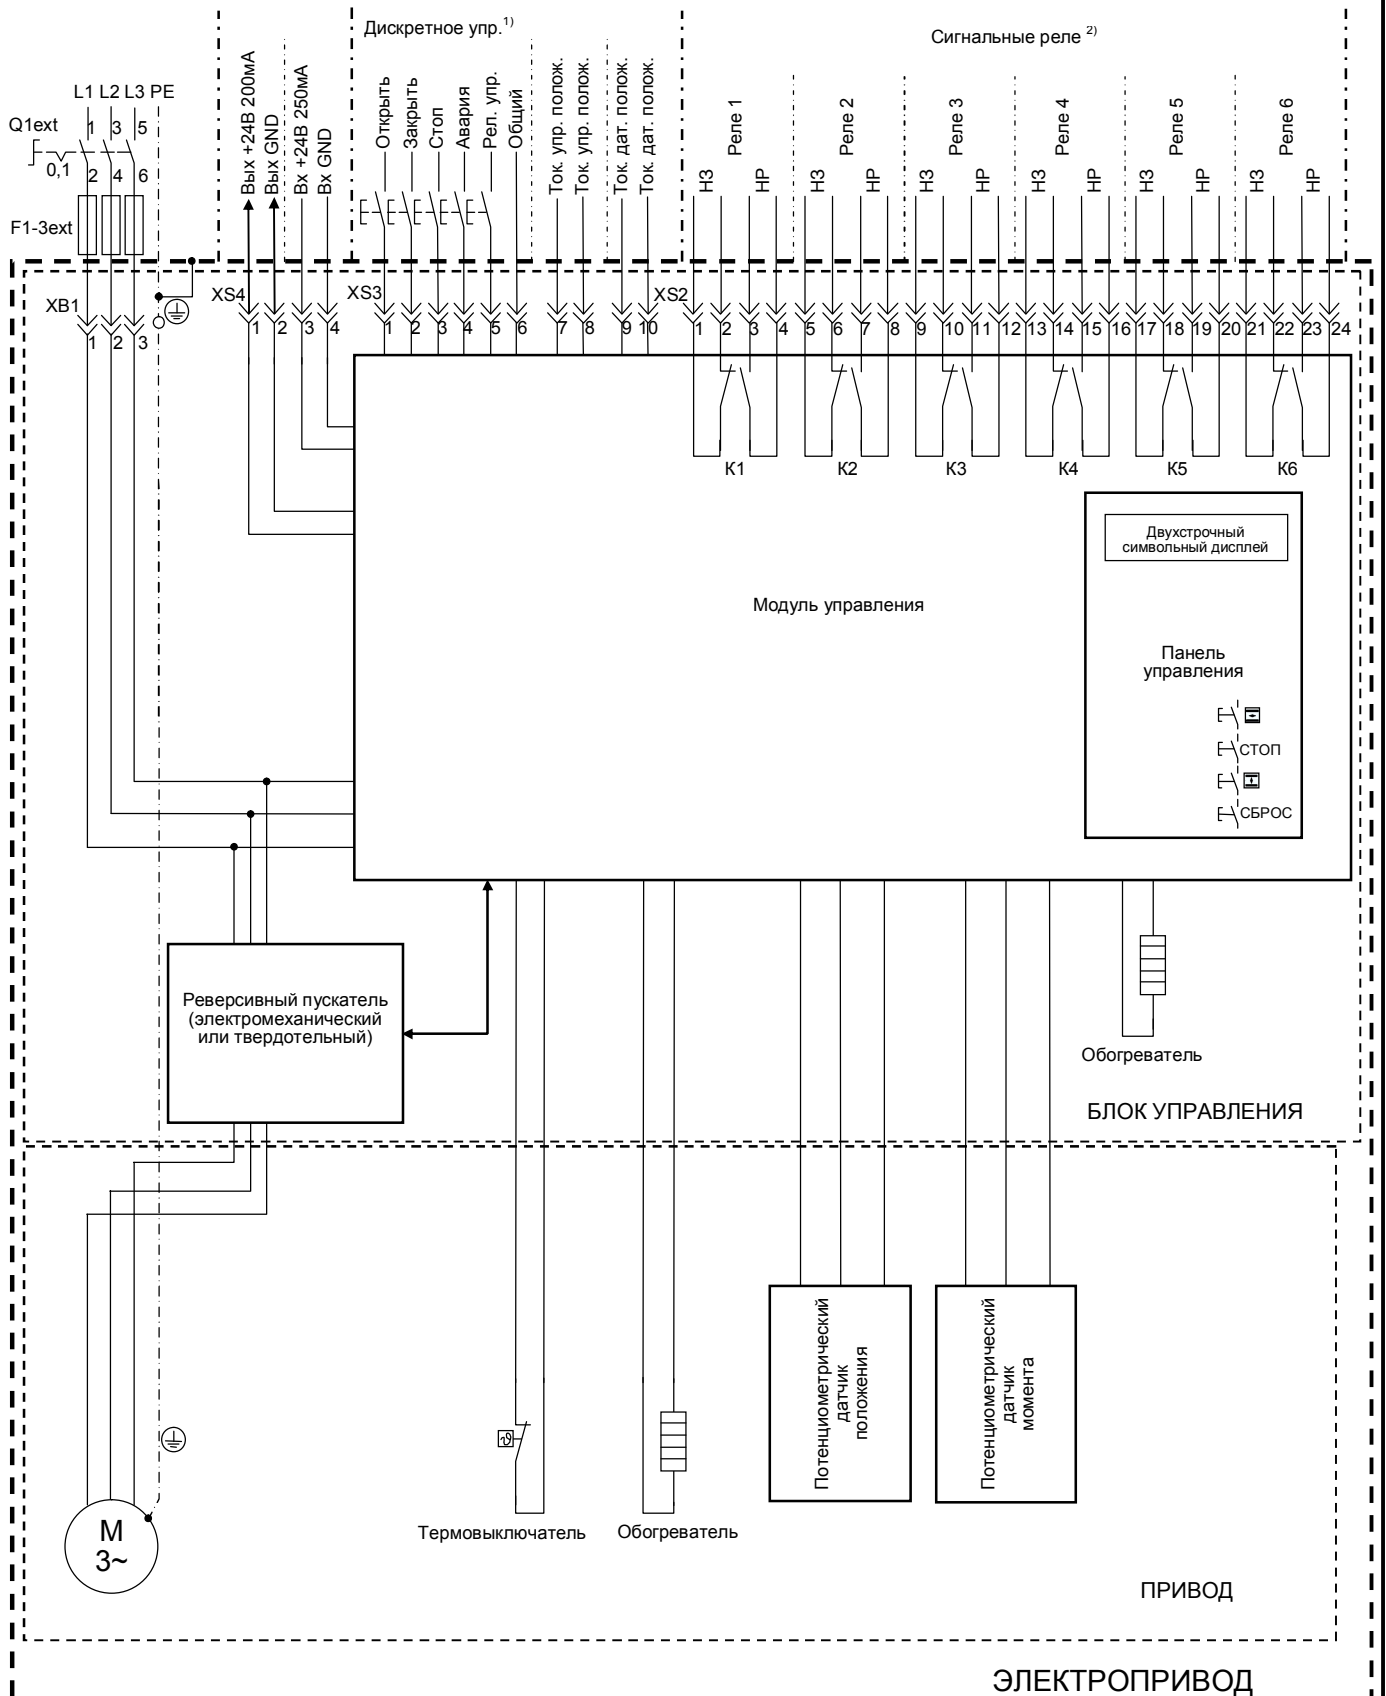 Дискретное упр.1)
Сигнальные реле 2)
L1 L2 L3 PE
Q1ext
1 3 5
0,1
2 4 6
F1-3ext
Вых +24В 200мА
Вых GND
Вх +24В 250мА
Вх GND
Открыть
Закрыть
Стоп
Авария
Рел. упр.
Общий
Ток. упр. полож.
Ток. упр. полож.
Ток. дат. полож.
Ток. дат. полож.
Реле 1
НЗ
НР
Реле 2
НЗ
НР
Реле 3
НЗ
НР
Реле 4
НЗ
НР
Реле 5
НЗ
НР
Реле 6
НЗ
НР
XB1
1 2 3
XS4
1 2 3 4
XS3
1 2 3 4 5 6 7 8 9 10
XS2
1 2 3 4 5 6 7 8 9 10 11 12 13 14 15 16 17 18 19 20 21 22 23 24
К1
К2
К3
К4
К5
К6
Двухстрочный
символьный дисплей
Модуль управления
Панель
управления
СТОП
СБРОС
Реверсивный пускатель
(электромеханический
или твердотельный)
Обогреватель
БЛОК УПРАВЛЕНИЯ
Потенциометрический
датчик
положения
Потенциометрический
датчик
момента
ϑ
Термовыключатель
Обогреватель
М
3~
ПРИВОД
ЭЛЕКТРОПРИВОД